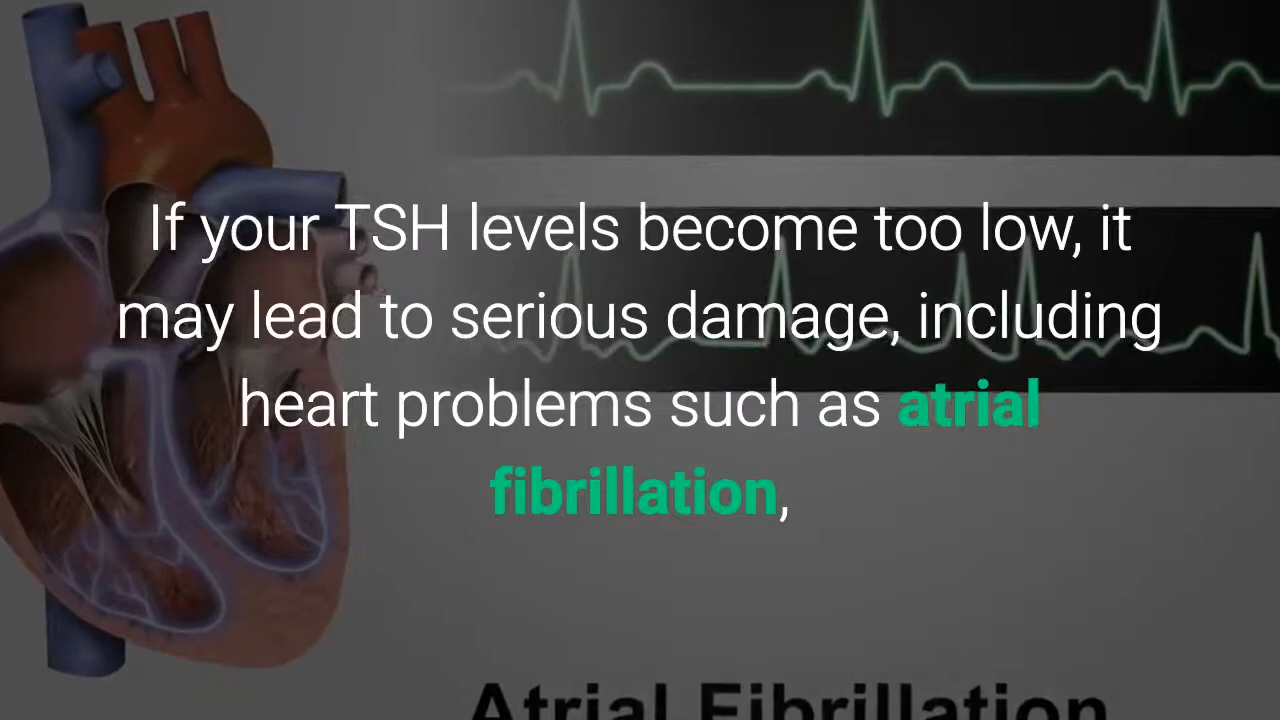 If your TSH levels become too low, it
may lead to serious damage, including
heart problems such as atrial
fibrillation,
Atrial Fibrillation